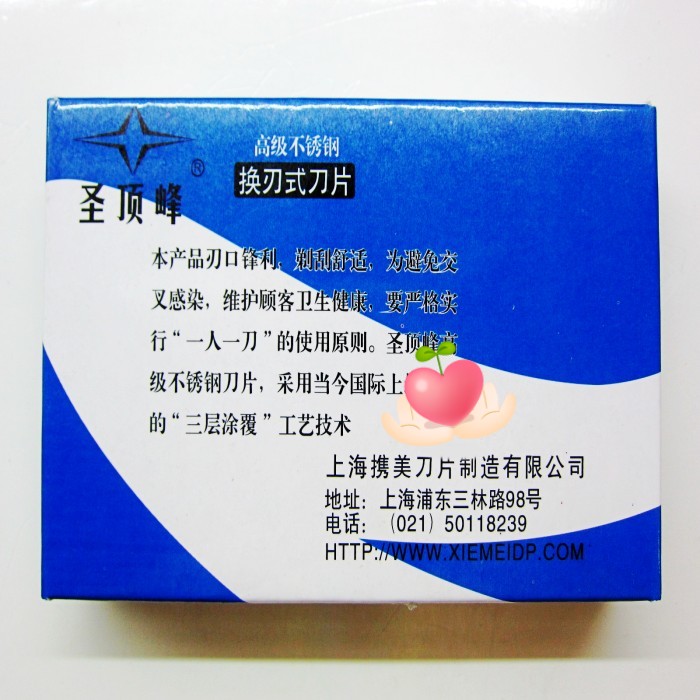 高级不锈钢
换刃式刀片
圣顶峰®
本产品刃口锋利，剃刮舒适，为避免交
叉感染，维护顾客卫生健康，要严格实
行“一人一刀”的使用原则。圣顶峰高
级不锈钢刀片，采用当今国际上
的“三层涂覆”工艺技术
上海携美刀片制造有限公司
地址：上海浦东三林路98号
电话：（021）50118239
HTTP://WWW.XIEMEIDP.COM